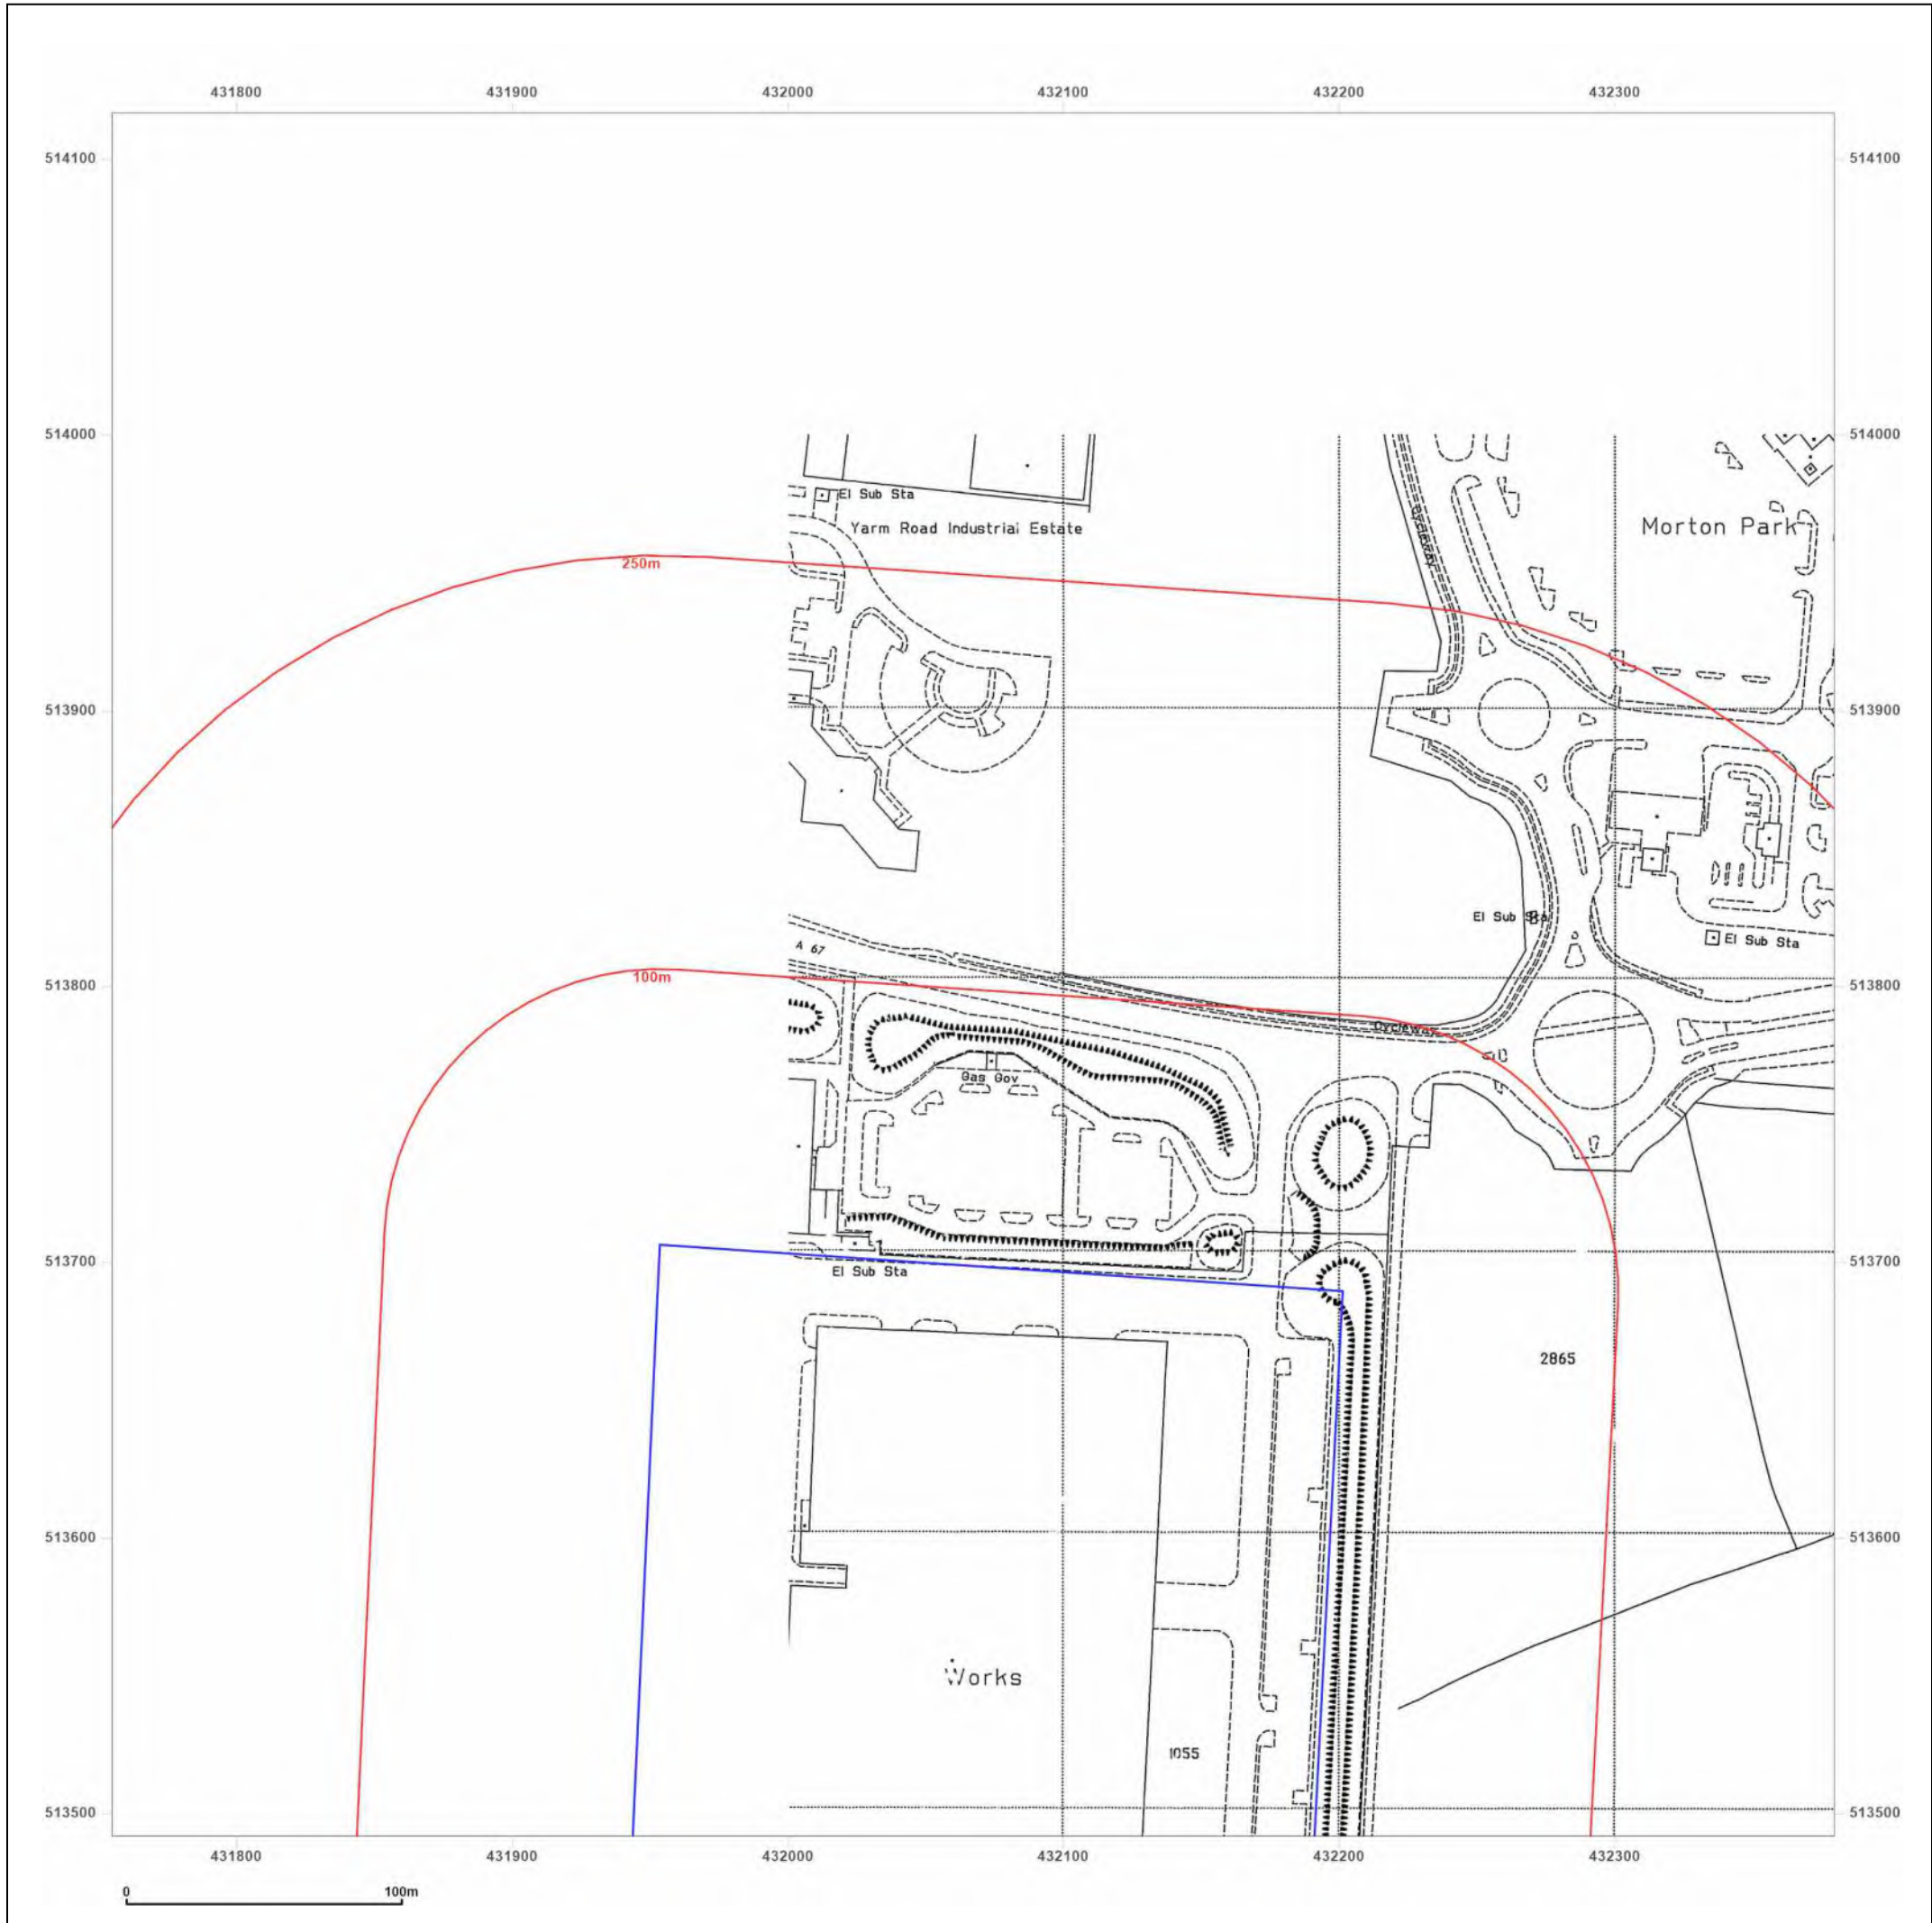 431800 431900 432000 432100 432200 432300
514100 514100
514000 514000
El Sub Sta
Yarm Road Industrial Estate
Morton Park
Cycleway
250m
513900 513900
El Sub Sta
El Sub Sta
A 67
100m
513800 513800
Cycleway
Gas Gov
513700 513700
El Sub Sta
2865
513600 513600
Works
1055
513500 513500
431800 431900 432000 432100 432200 432300
0 100m